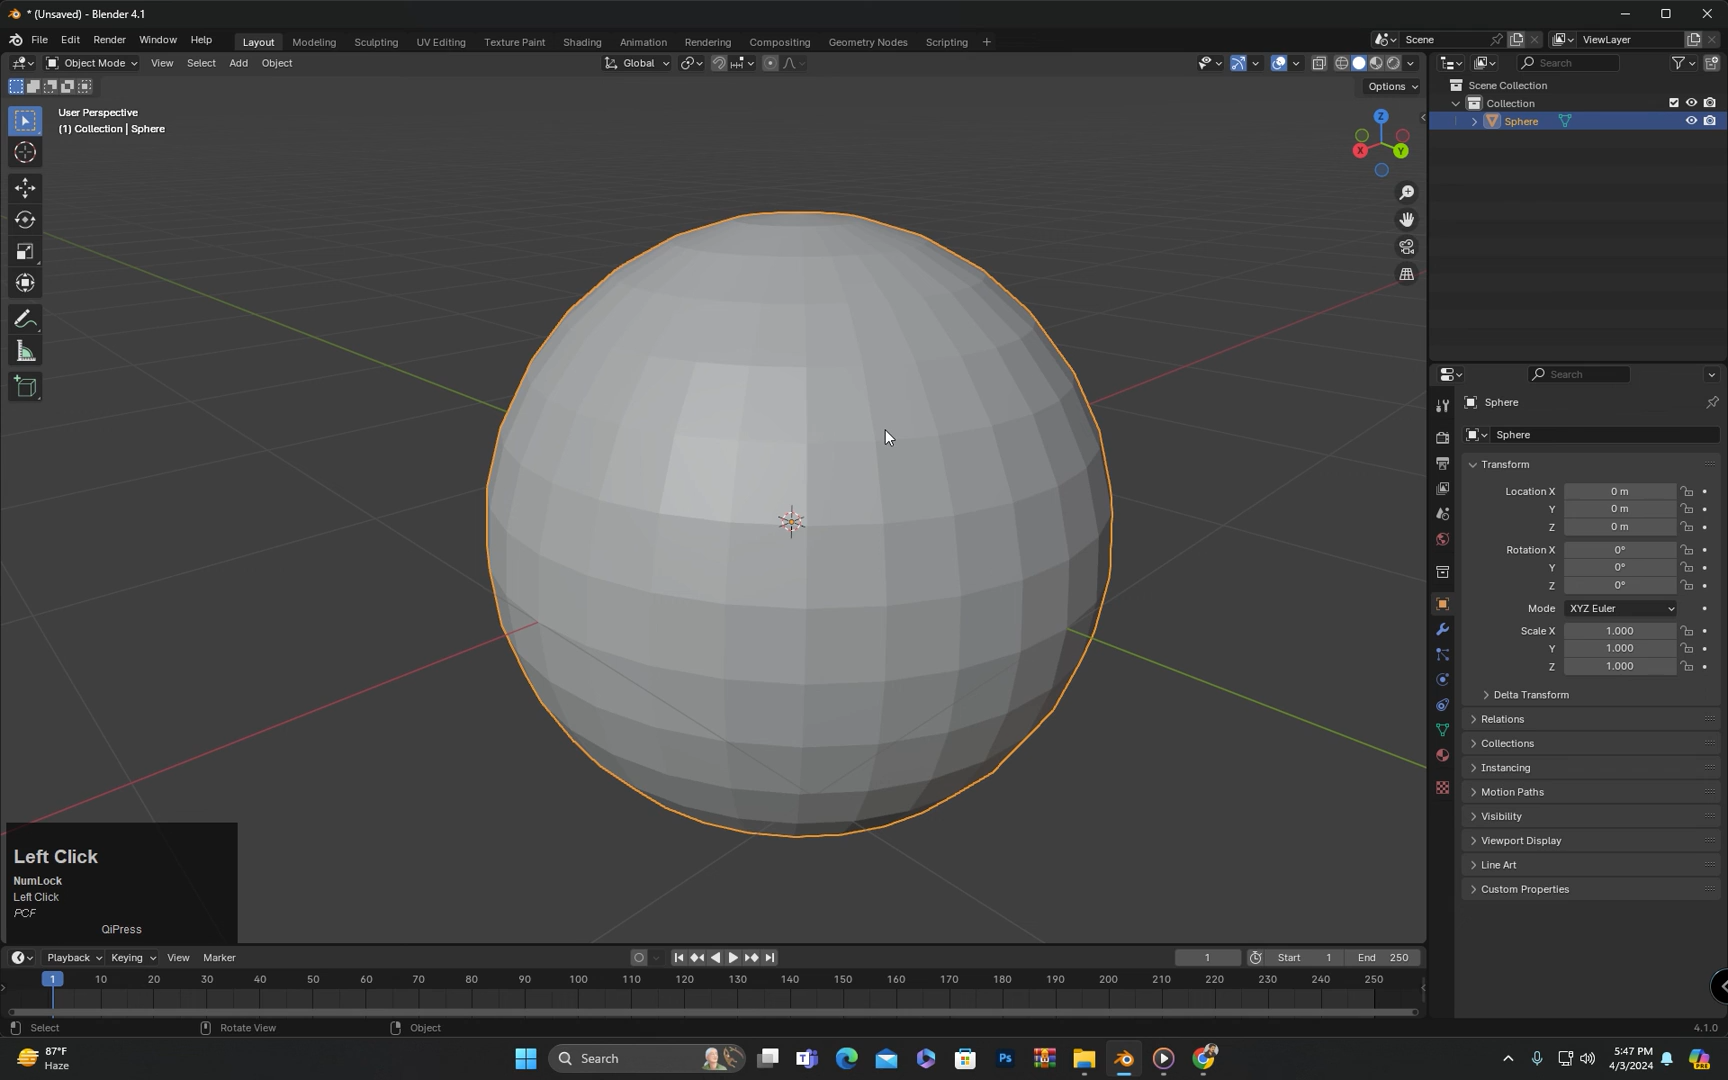 * (Unsaved) - Blender 4.1
File Edit Render Window Help Layout Modeling Sculpting UV Editing Texture Paint Shading Animation Rendering Compositing Geometry Nodes Scripting + Scene ViewLayer
Object Mode View Select Add Object Global Search
Options
User Perspective
(1) Collection | Sphere
Z
X
Y
Scene Collection
Collection
Sphere
Search
Sphere
Sphere
Transform
Location X 0 m
Y 0 m
Z 0 m
Rotation X 0°
Y 0°
Z 0°
Mode XYZ Euler
Scale X 1.000
Y 1.000
Z 1.000
Delta Transform
Relations
Collections
Instancing
Motion Paths
Visibility
Viewport Display
Line Art
Custom Properties
Left Click
NumLock
Left Click
PCF
QiPress
Playback Keying View Marker 1 Start 1 End 250
1 10 20 30 40 50 60 70 80 90 100 110 120 130 140 150 160 170 180 190 200 210 220 230 240 250
Select Rotate View Object 4.1.0
87°F
Haze
Search
Ps
5:47 PM
4/3/2024
PRE